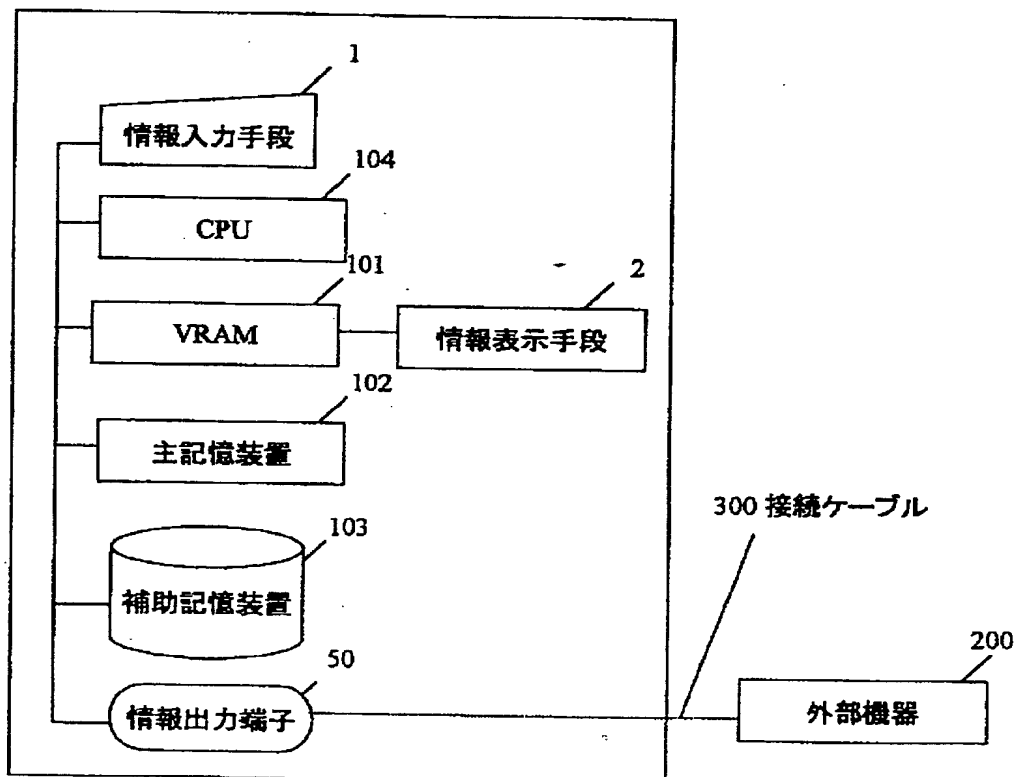 1
情報入力手段
104
CPU
101
VRAM
2
情報表示手段
102
主記憶装置
300 接続ケーブル
103
補助記憶装置
200
50
情報出力端子
外部機器